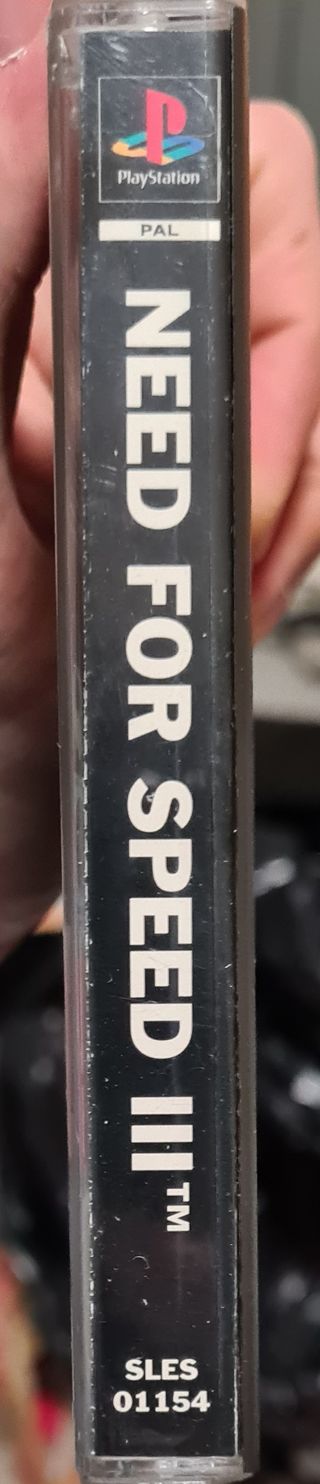 PlayStation
PAL
NEED FOR SPEED III™
SLES
01154